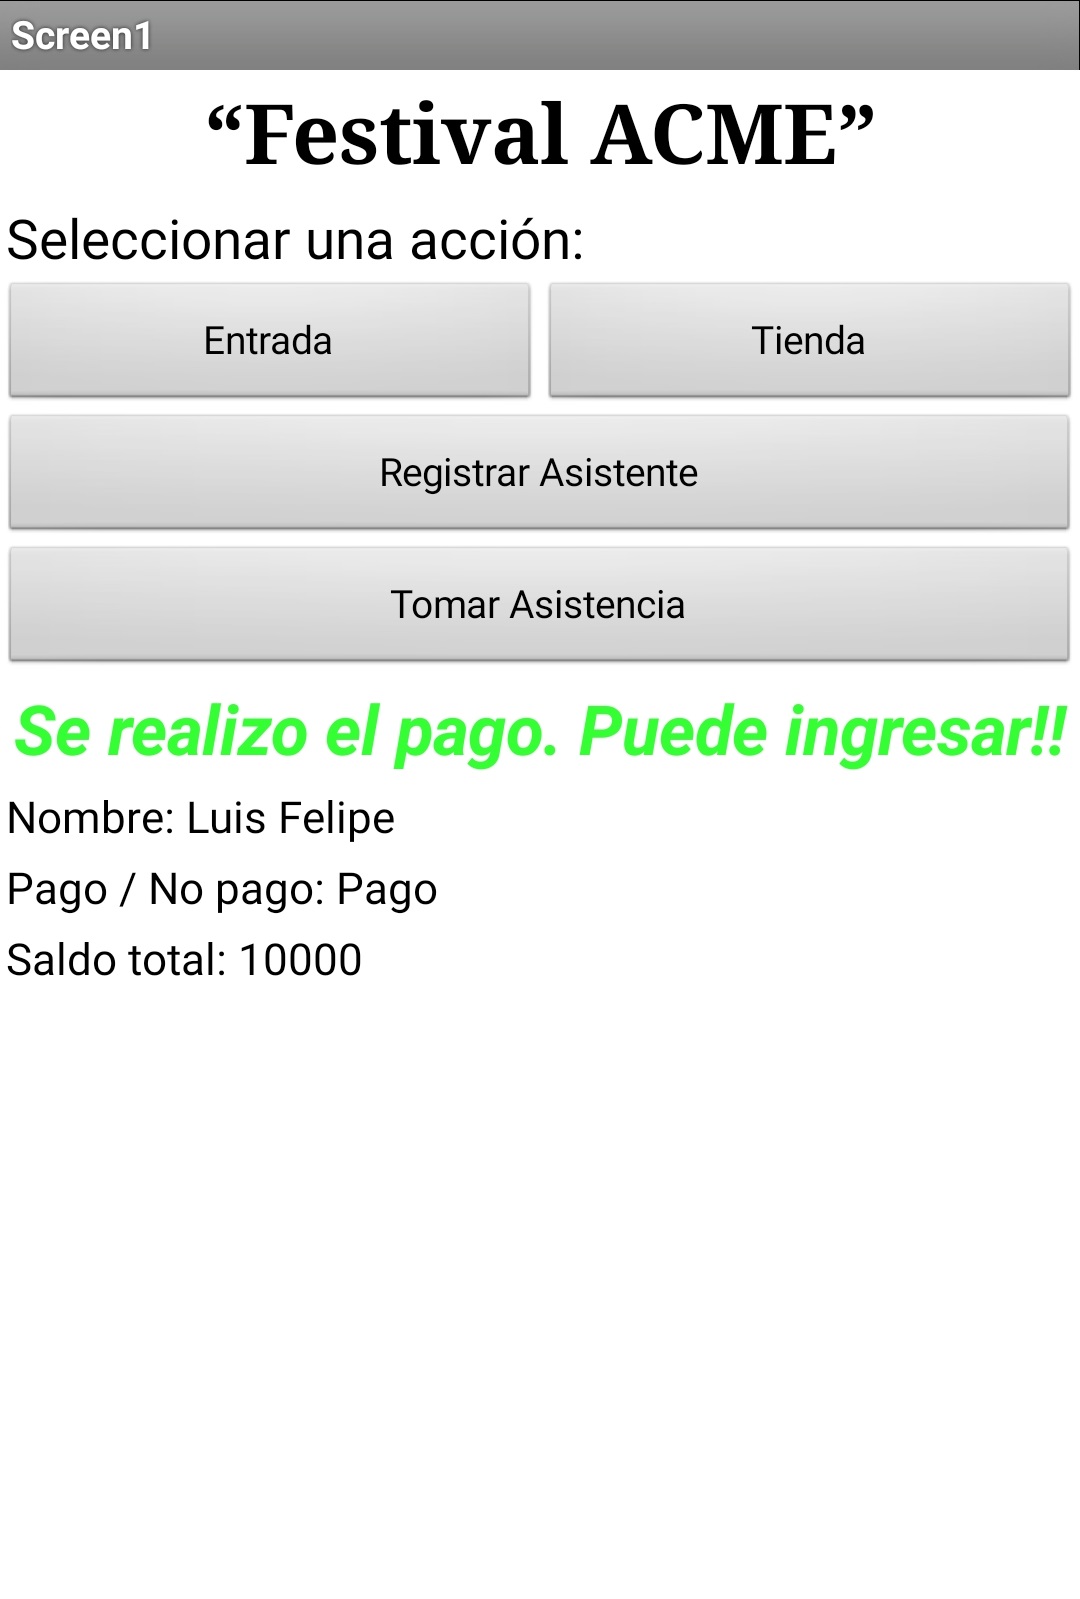 Screen1
“Festival ACME”
Seleccionar una acción:
Entrada
Tienda
Registrar Asistente
Tomar Asistencia
Se realizo el pago. Puede ingresar!!
Nombre: Luis Felipe
Pago / No pago: Pago
Saldo total: 10000